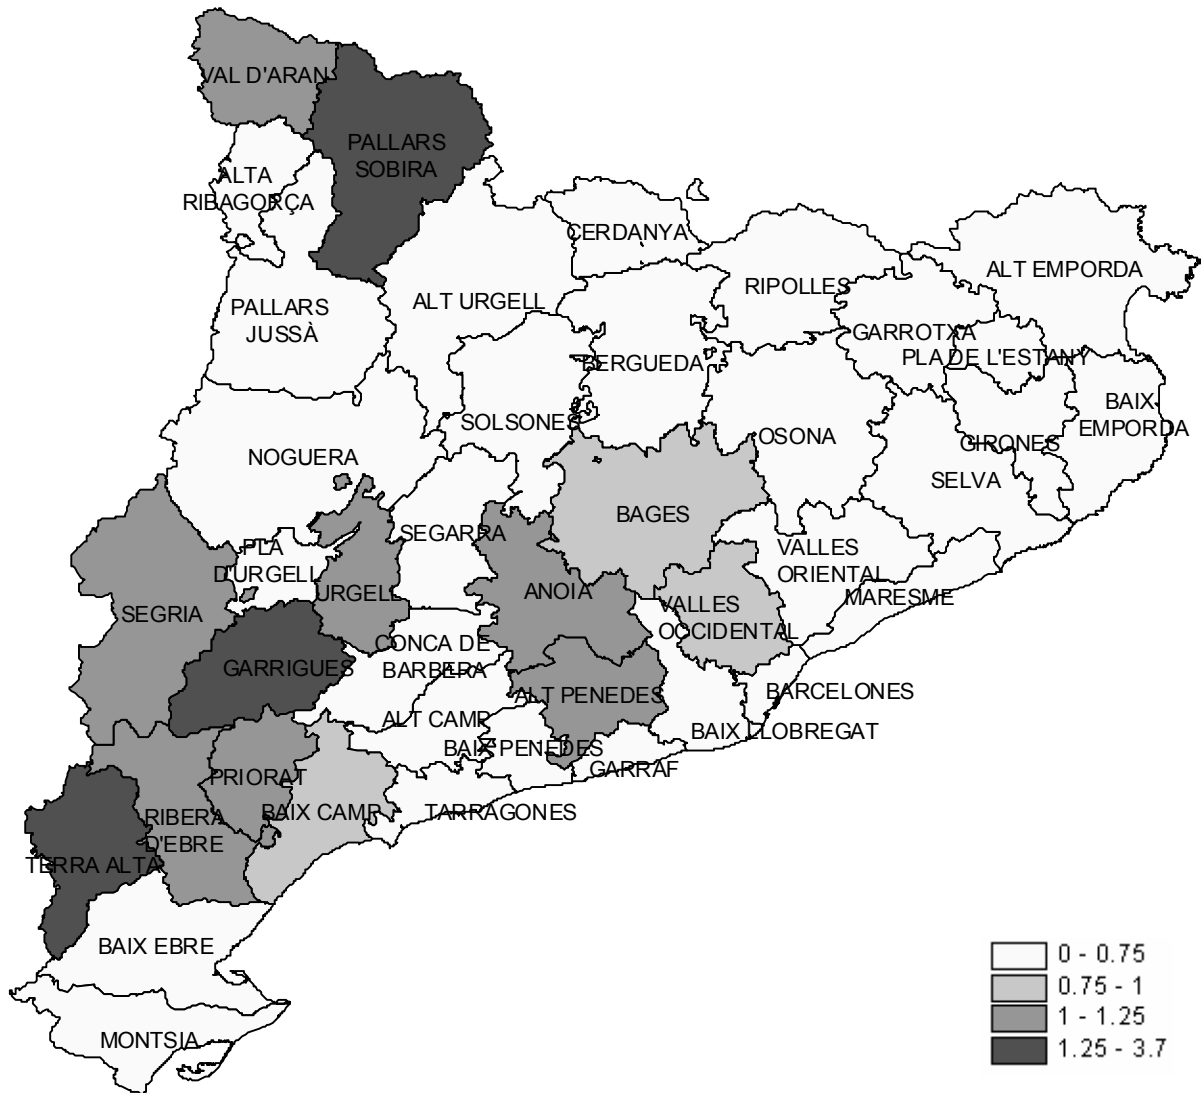 VAL D'ARAN
PALLARS
SOBIRA
ALTA
RIBAGORÇA
CERDANYA
ALT EMPORDA
RIPOLLES
ALT URGELL
PALLARS
JUSSÀ
GARROTXA
PLA DE L'ESTANY
BERGUEDA
BAIX
EMPORDA
SOLSONES
OSONA
GIRONES
NOGUERA
SELVA
BAGES
SEGARRA
PLA
D'URGELL
VALLES
ORIENTAL
URGELL
ANOIA
MARESME
SEGRIA
VALLES
OCCIDENTAL
CONCA DE
BARBERA
GARRIGUES
ALT PENEDES
BARCELONES
ALT CAMP
BAIX LLOBREGAT
BAIX PENEDES
GARRAF
PRIORAT
BAIX CAMP
TARRAGONES
RIBERA
D'EBRE
TERRA ALTA
BAIX EBRE
MONTSIA
0 - 0.75
0.75 - 1
1 - 1.25
1.25 - 3.7